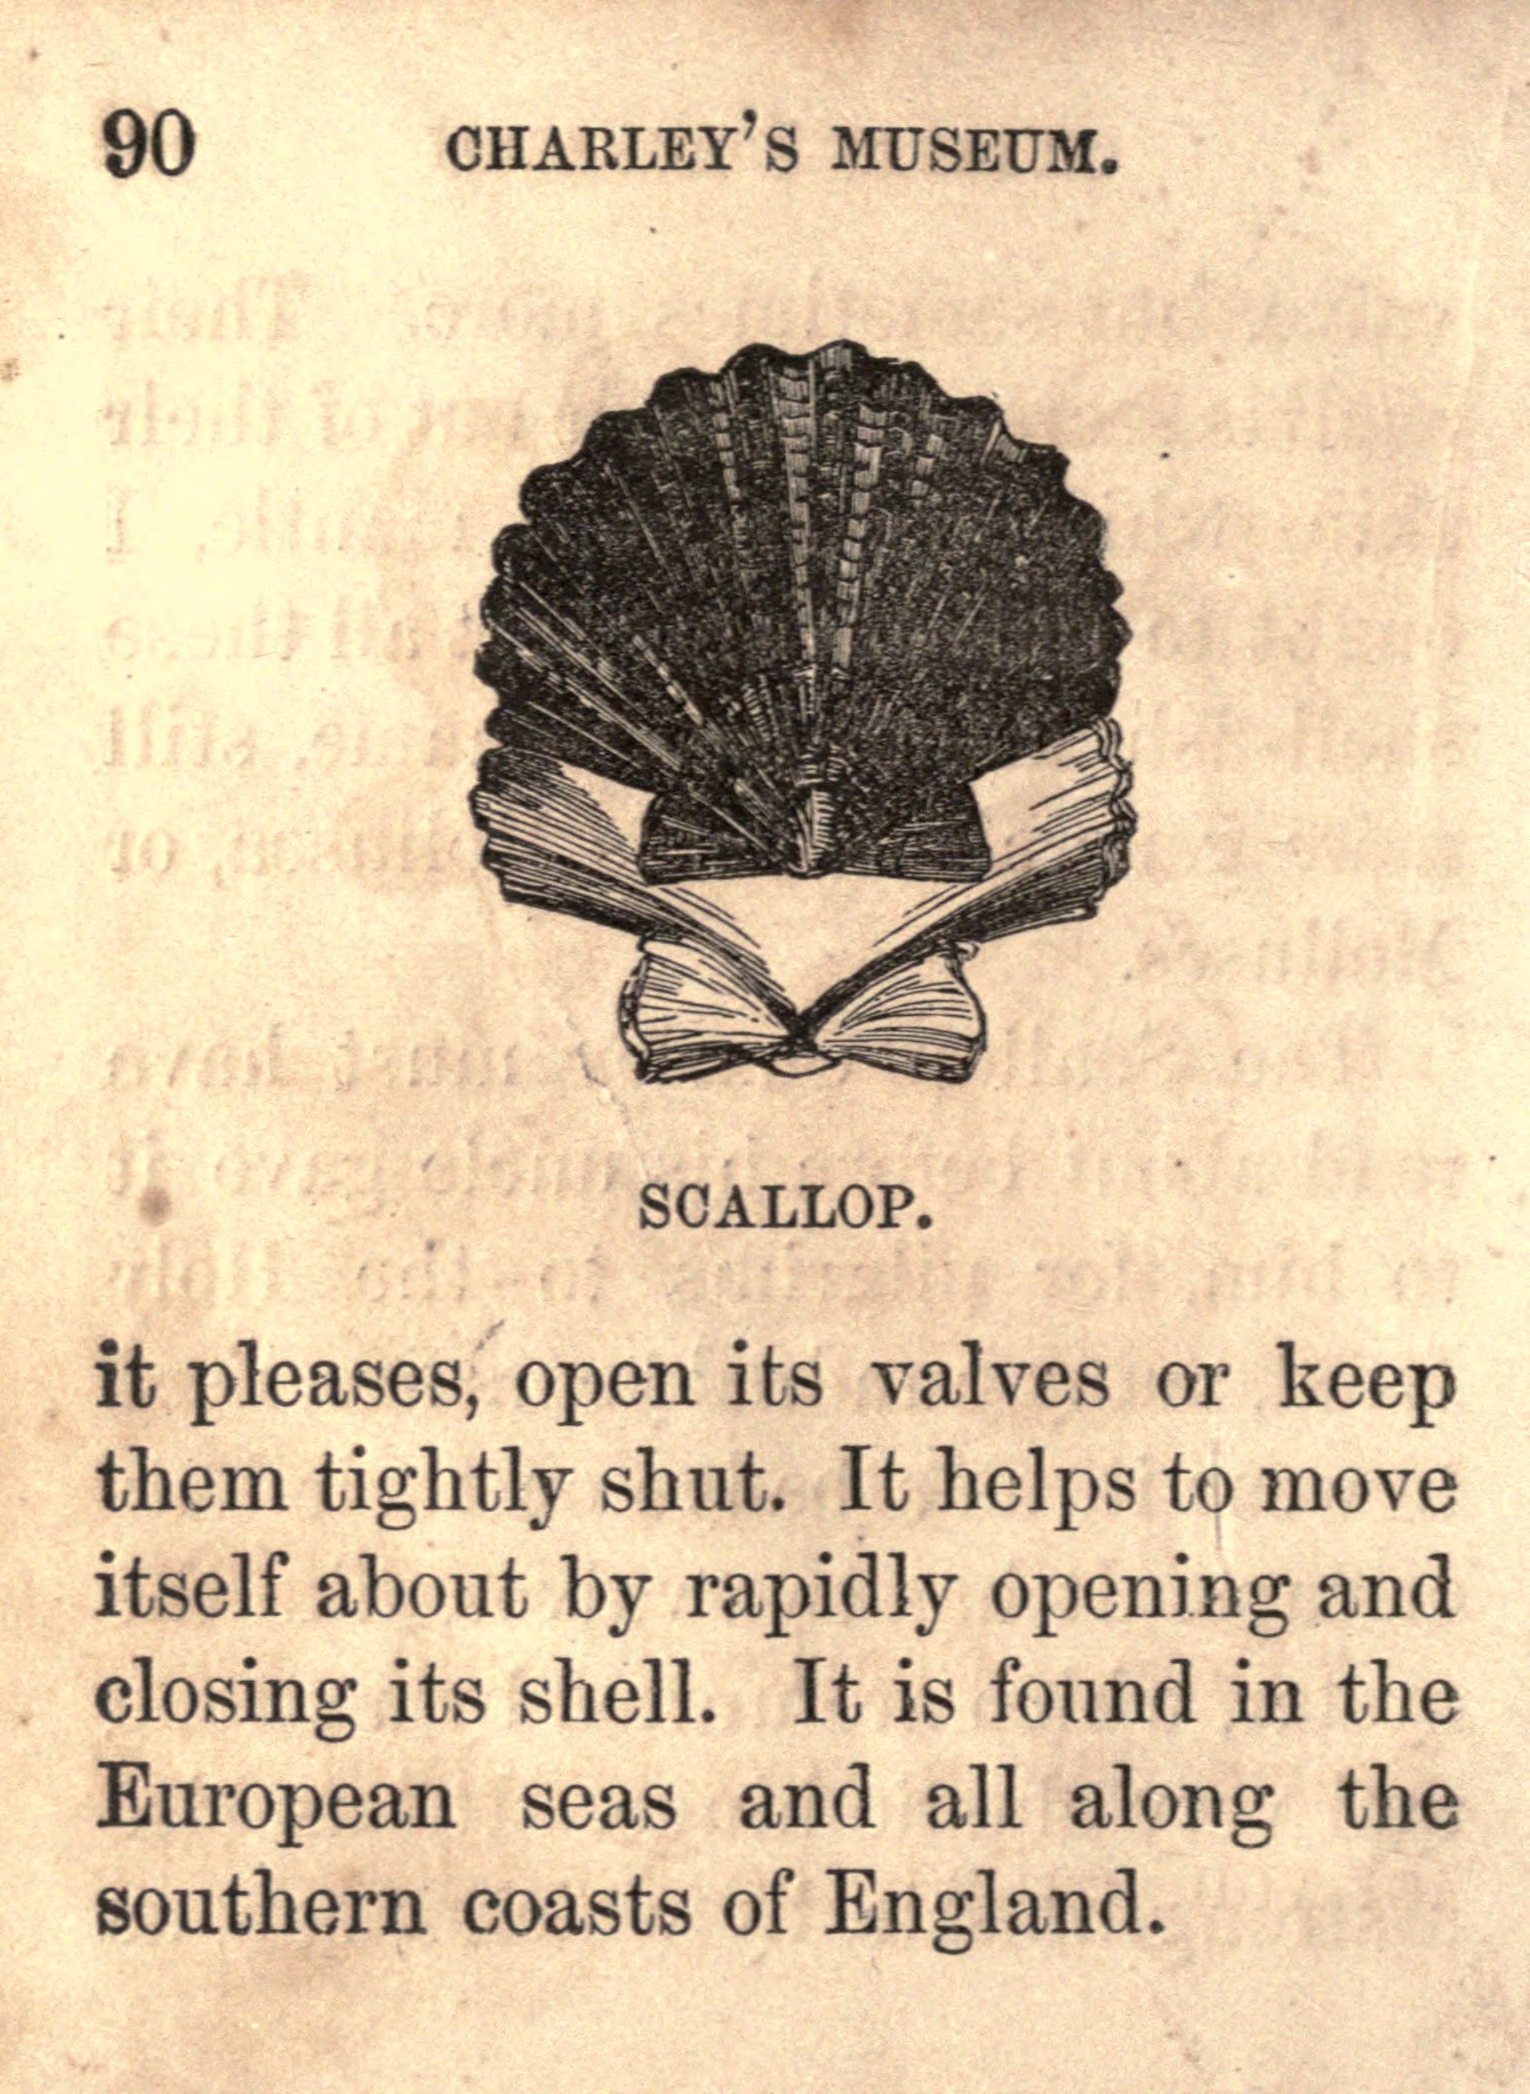 90 CHARLEY'S MUSEUM.
SCALLOP.
it pleases, open its valves or keep
them tightly shut. It helps to move
itself about by rapidly opening and
closing its shell. It is found in the
European seas and all along the
southern coasts of England.